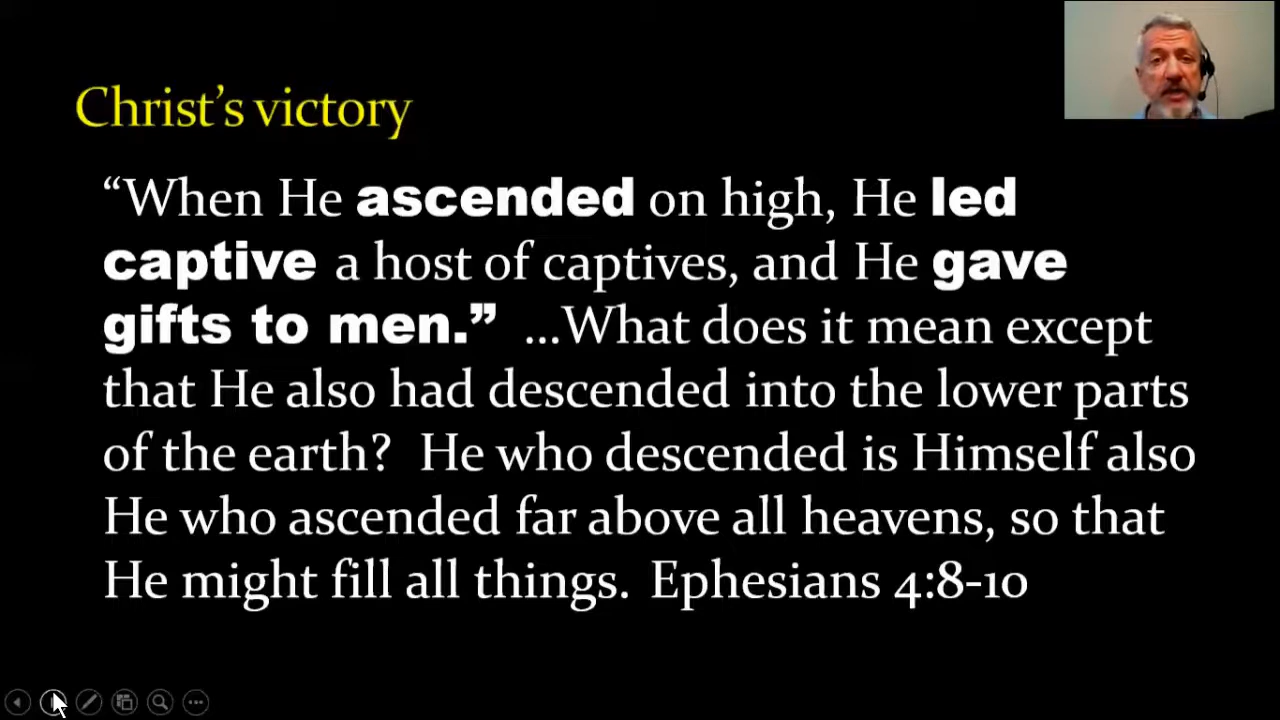 Christ’s victory
“When He ascended on high, He led
captive a host of captives, and He gave
gifts to men.” ...What does it mean except
that He also had descended into the lower parts
of the earth? He who descended is Himself also
He who ascended far above all heavens, so that
He might fill all things. Ephesians 4:8-10